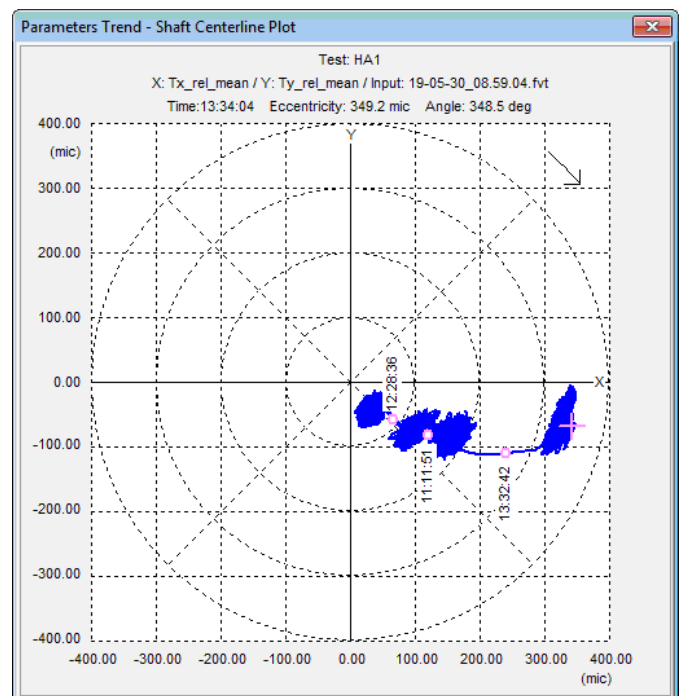 Parameters Trend - Shaft Centerline Plot
Test: HA1
X: Tx_rel_mean / Y: Ty_rel_mean / Input: 19-05-30_08.59.04.fvt
Time:13:34:04 Eccentricity: 349.2 mic Angle: 348.5 deg
400.00
(mic)
300.00
200.00
100.00
0.00
-100.00
-200.00
-300.00
-400.00
Y
X
12:28:36
11:11:51
13:32:42
-400.00 -300.00 -200.00 -100.00 0.00 100.00 200.00 300.00 400.00
(mic)